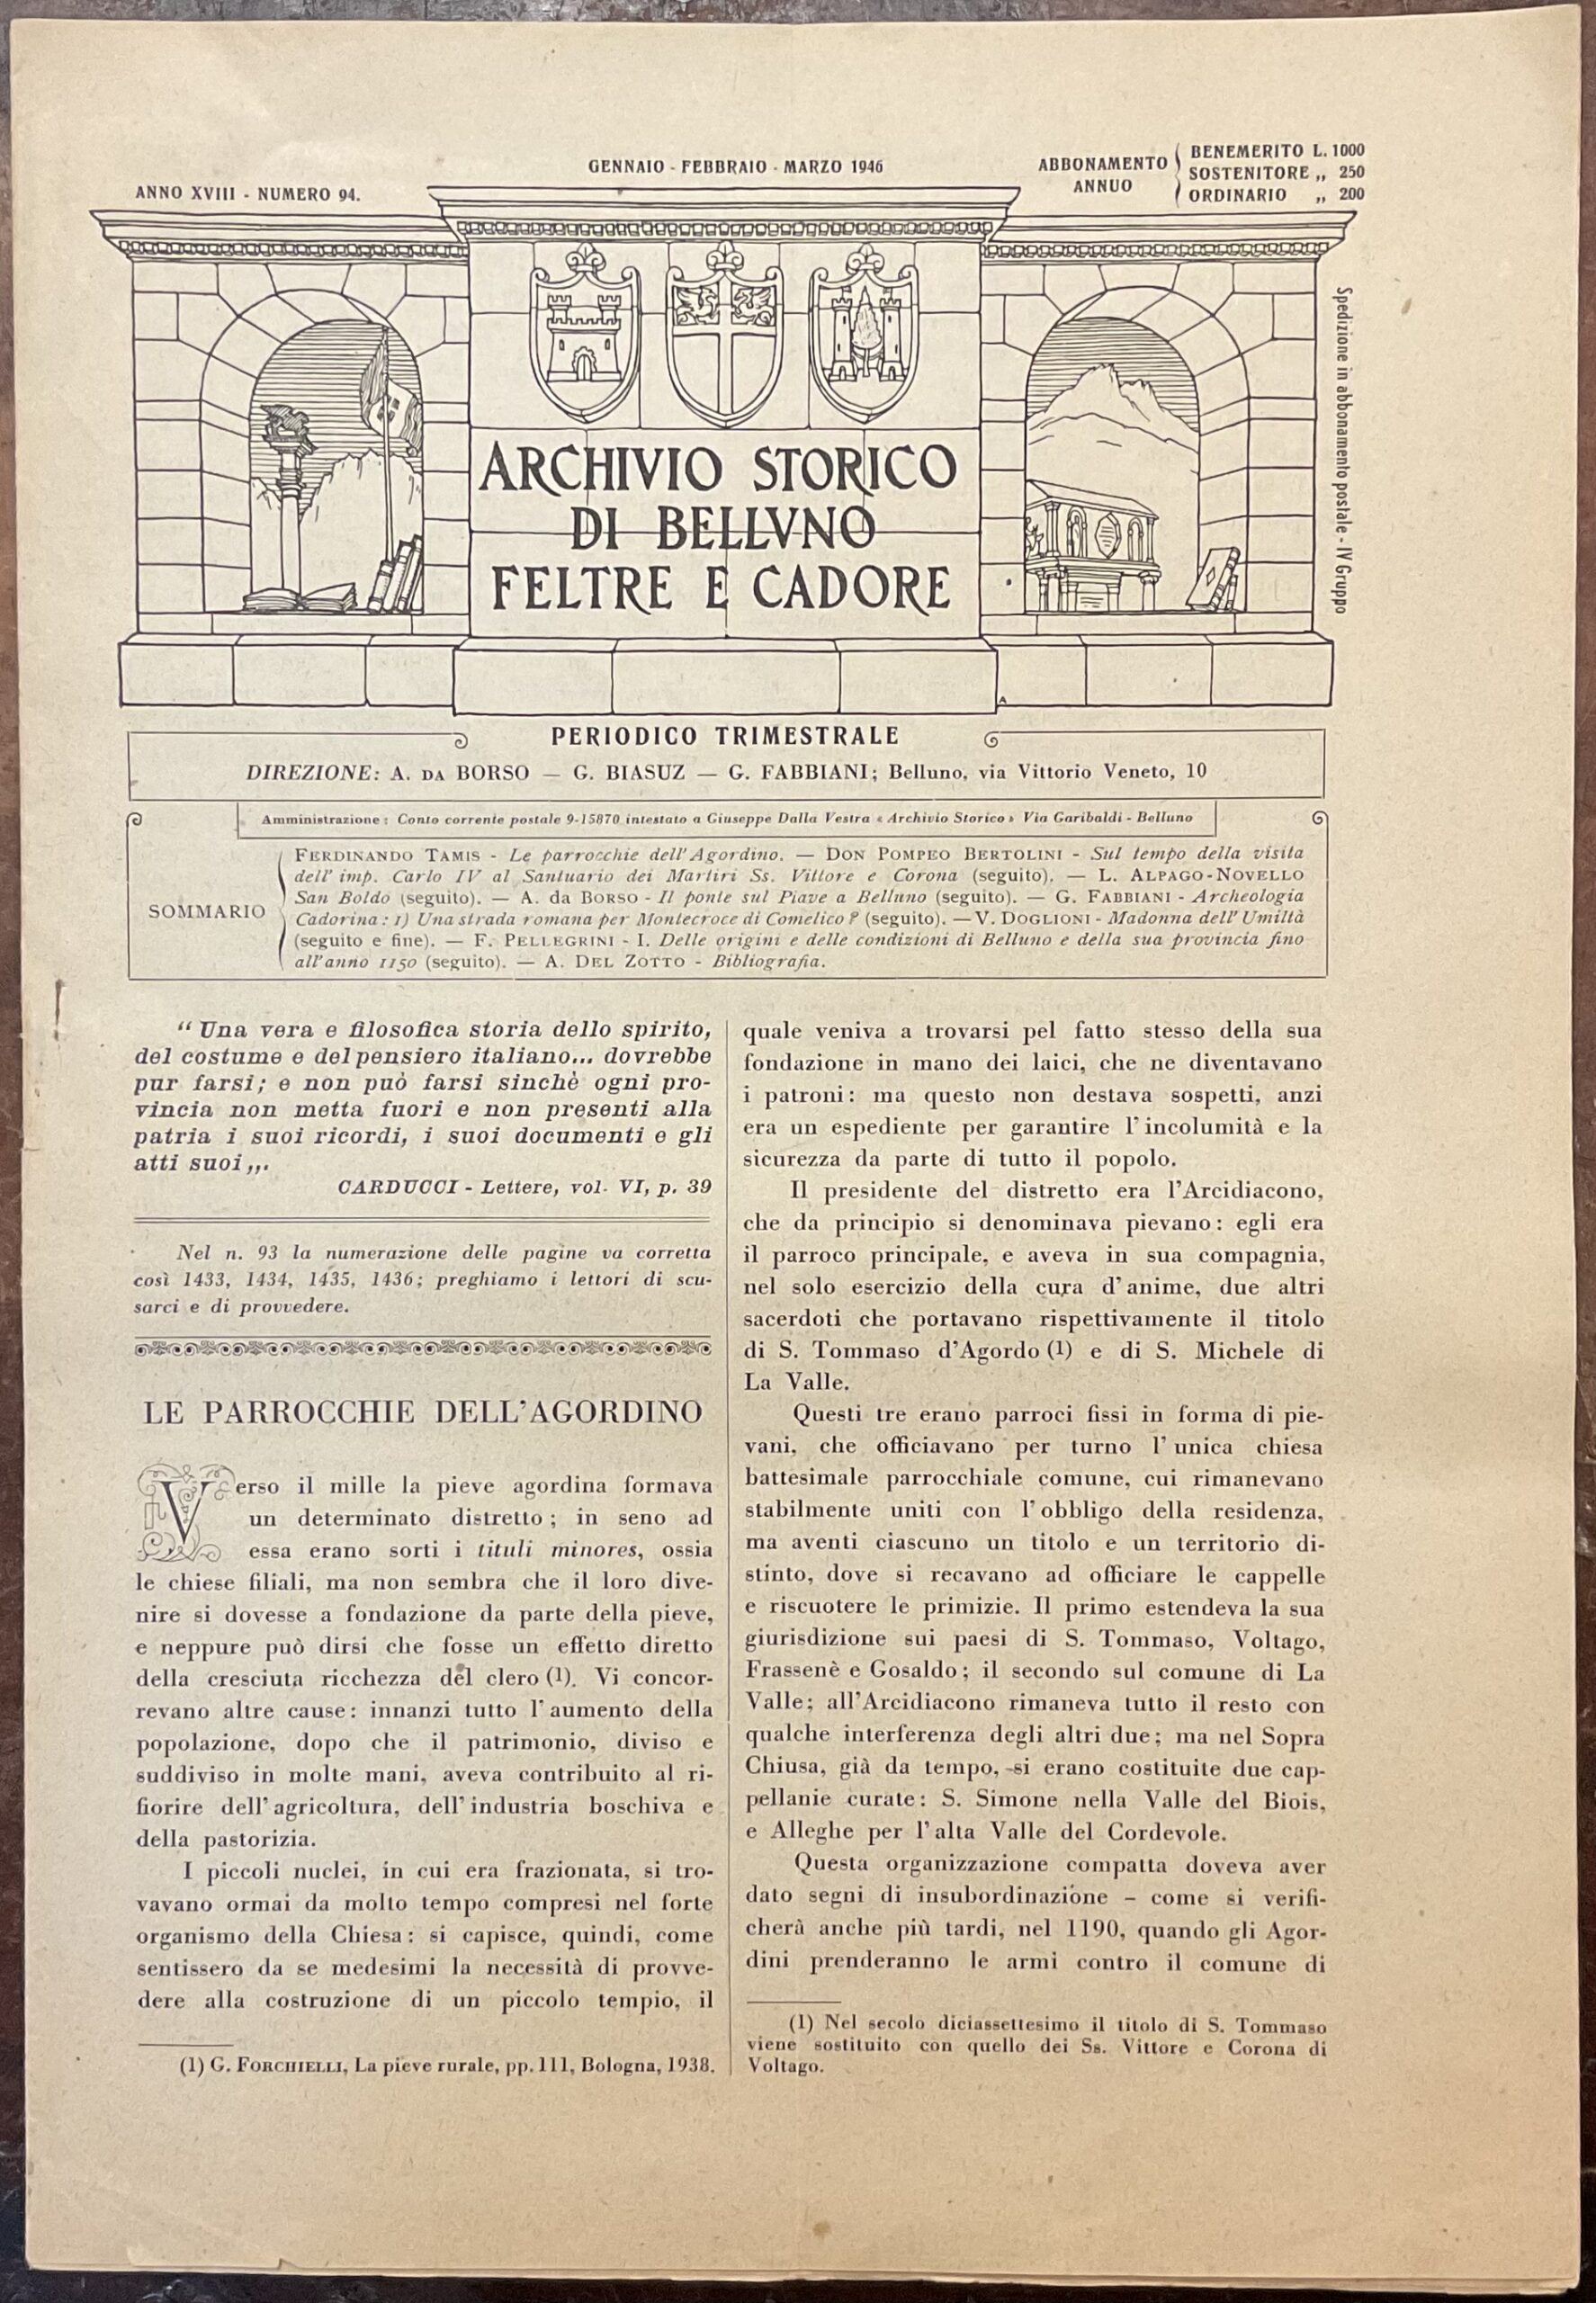 GENNAIO - FEBBRAIO - MARZO 1946
ANNO XVIII - NUMERO 94.
ABBONAMENTO
ANNUO
BENEMERITO L. 1000
SOSTENITORE „ 250
ORDINARIO „ 200
Spedizione in abbonamento postale - IV Gruppo
ARCHIVIO STORICO
DI BELLVNO
FELTRE E CADORE
PERIODICO TRIMESTRALE
DIREZIONE: A. DA BORSO — G. BIASUZ — G. FABBIANI; Belluno, via Vittorio Veneto, 10
Amministrazione: Conto corrente postale 9-15870 intestato a Giuseppe Dalla Vestra «Archivio Storico» Via Garibaldi - Belluno
SOMMARIO
FERDINANDO TAMIS - Le parrocchie dell'Agordino. — DON POMPEO BERTOLINI - Sul tempo della visita
dell' imp. Carlo IV al Santuario dei Martiri Ss. Vittore e Corona (seguito). — L. ALPAGO-NOVELLO
San Boldo (seguito). — A. da BORSO - Il ponte sul Piave a Belluno (seguito). — G. FABBIANI - Archeologia
Cadorina: 1) Una strada romana per Montecroce di Comelico? (seguito). — V. DOGLIONI - Madonna dell' Umiltà
(seguito e fine). — F. PELLEGRINI - I. Delle origini e delle condizioni di Belluno e della sua provincia fino
all'anno 1150 (seguito). — A. DEL ZOTTO - Bibliografia.
“ Una vera e filosofica storia dello spirito,
del costume e del pensiero italiano... dovrebbe
pur farsi; e non può farsi sinchè ogni pro-
vincia non metta fuori e non presenti alla
patria i suoi ricordi, i suoi documenti e gli
atti suoi „.
CARDUCCI - Lettere, vol. VI, p. 39
Nel n. 93 la numerazione delle pagine va corretta
così 1433, 1434, 1435, 1436; preghiamo i lettori di scu-
sarci e di provvedere.
LE PARROCCHIE DELL'AGORDINO
Verso il mille la pieve agordina formava
un determinato distretto; in seno ad
essa erano sorti i tituli minores, ossia
le chiese filiali, ma non sembra che il loro dive-
nire si dovesse a fondazione da parte della pieve,
e neppure può dirsi che fosse un effetto diretto
della cresciuta ricchezza del clero (1). Vi concor-
revano altre cause: innanzi tutto l'aumento della
popolazione, dopo che il patrimonio, diviso e
suddiviso in molte mani, aveva contribuito al ri-
fiorire dell'agricoltura, dell'industria boschiva e
della pastorizia.
I piccoli nuclei, in cui era frazionata, si tro-
vavano ormai da molto tempo compresi nel forte
organismo della Chiesa: si capisce, quindi, come
sentissero da se medesimi la necessità di provve-
dere alla costruzione di un piccolo tempio, il
(1) G. FORCHIELLI, La pieve rurale, pp. 111, Bologna, 1938.
quale veniva a trovarsi pel fatto stesso della sua
fondazione in mano dei laici, che ne diventavano
i patroni: ma questo non destava sospetti, anzi
era un espediente per garantire l'incolumità e la
sicurezza da parte di tutto il popolo.
Il presidente del distretto era l'Arcidiacono,
che da principio si denominava pievano: egli era
il parroco principale, e aveva in sua compagnia,
nel solo esercizio della cura d'anime, due altri
sacerdoti che portavano rispettivamente il titolo
di S. Tommaso d'Agordo (1) e di S. Michele di
La Valle.
Questi tre erano parroci fissi in forma di pie-
vani, che officiavano per turno l'unica chiesa
battesimale parrocchiale comune, cui rimanevano
stabilmente uniti con l'obbligo della residenza,
ma aventi ciascuno un titolo e un territorio di-
stinto, dove si recavano ad officiare le cappelle
e riscuotere le primizie. Il primo estendeva la sua
giurisdizione sui paesi di S. Tommaso, Voltago,
Frassenè e Gosaldo; il secondo sul comune di La
Valle; all'Arcidiacono rimaneva tutto il resto con
qualche interferenza degli altri due; ma nel Sopra
Chiusa, già da tempo, si erano costituite due cap-
pellanie curate: S. Simone nella Valle del Biois,
e Alleghe per l'alta Valle del Cordevole.
Questa organizzazione compatta doveva aver
dato segni di insubordinazione – come si verifi-
cherà anche più tardi, nel 1190, quando gli Agor-
dini prenderanno le armi contro il comune di
(1) Nel secolo diciassettesimo il titolo di S. Tommaso
viene sostituito con quello dei Ss. Vittore e Corona di
Voltago.